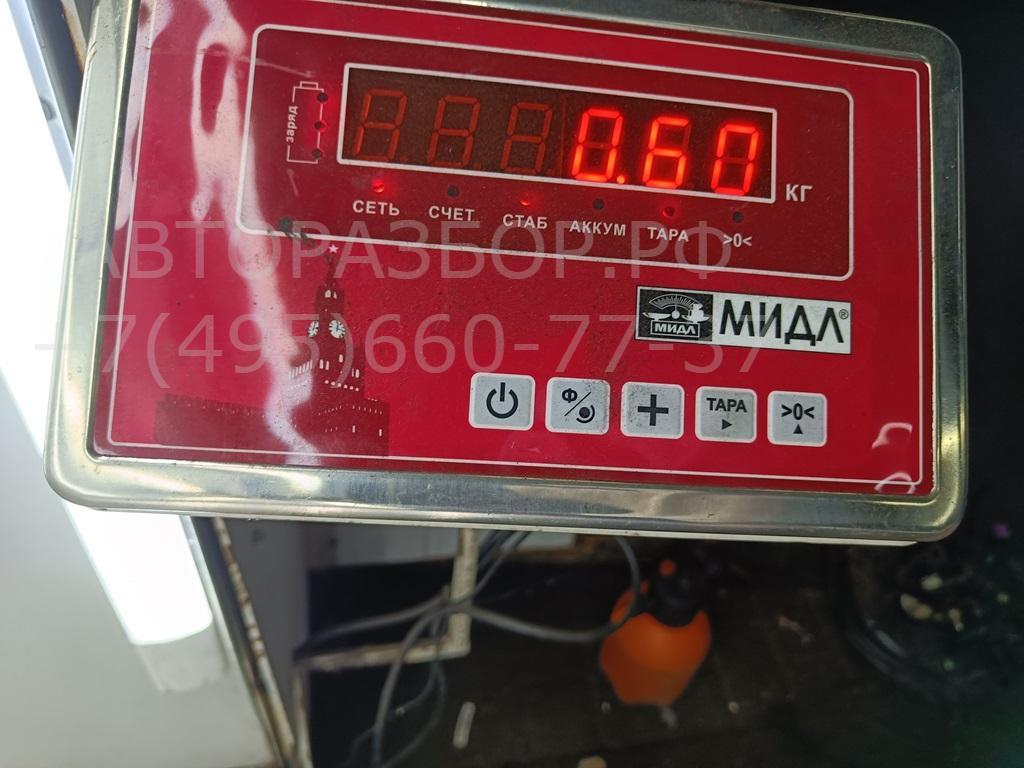 заряд
0.60
КГ
СЕТЬ СЧЕТ СТАБ АККУМ ТАРА >0<
АВТОРАЗБОР.РФ
+7(495)660-77-57
МИДЛ МИДЛ®
Ф ТАРА >0<